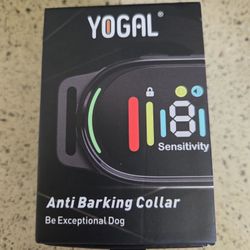 YOGAL®
8
Sensitivity
Anti Barking Collar
Be Exceptional Dog